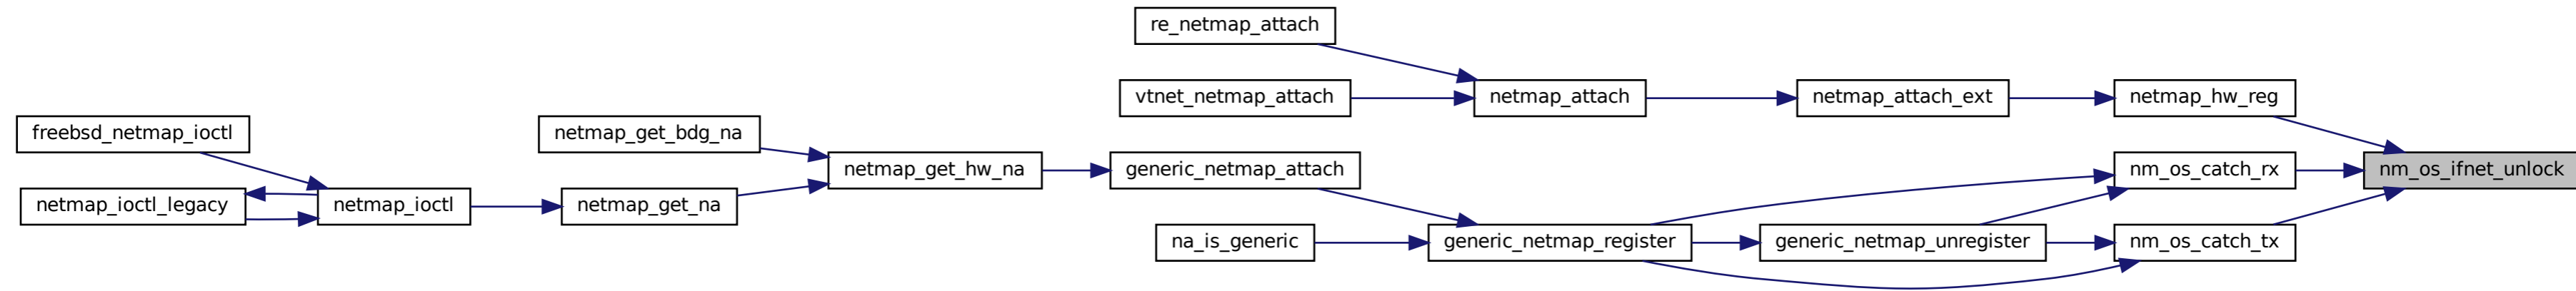 re_netmap_attach
vtnet_netmap_attach
netmap_attach
netmap_attach_ext
netmap_hw_reg
freebsd_netmap_ioctl
netmap_get_bdg_na
netmap_get_hw_na
generic_netmap_attach
nm_os_catch_rx
nm_os_ifnet_unlock
netmap_ioctl_legacy
netmap_ioctl
netmap_get_na
na_is_generic
generic_netmap_register
generic_netmap_unregister
nm_os_catch_tx